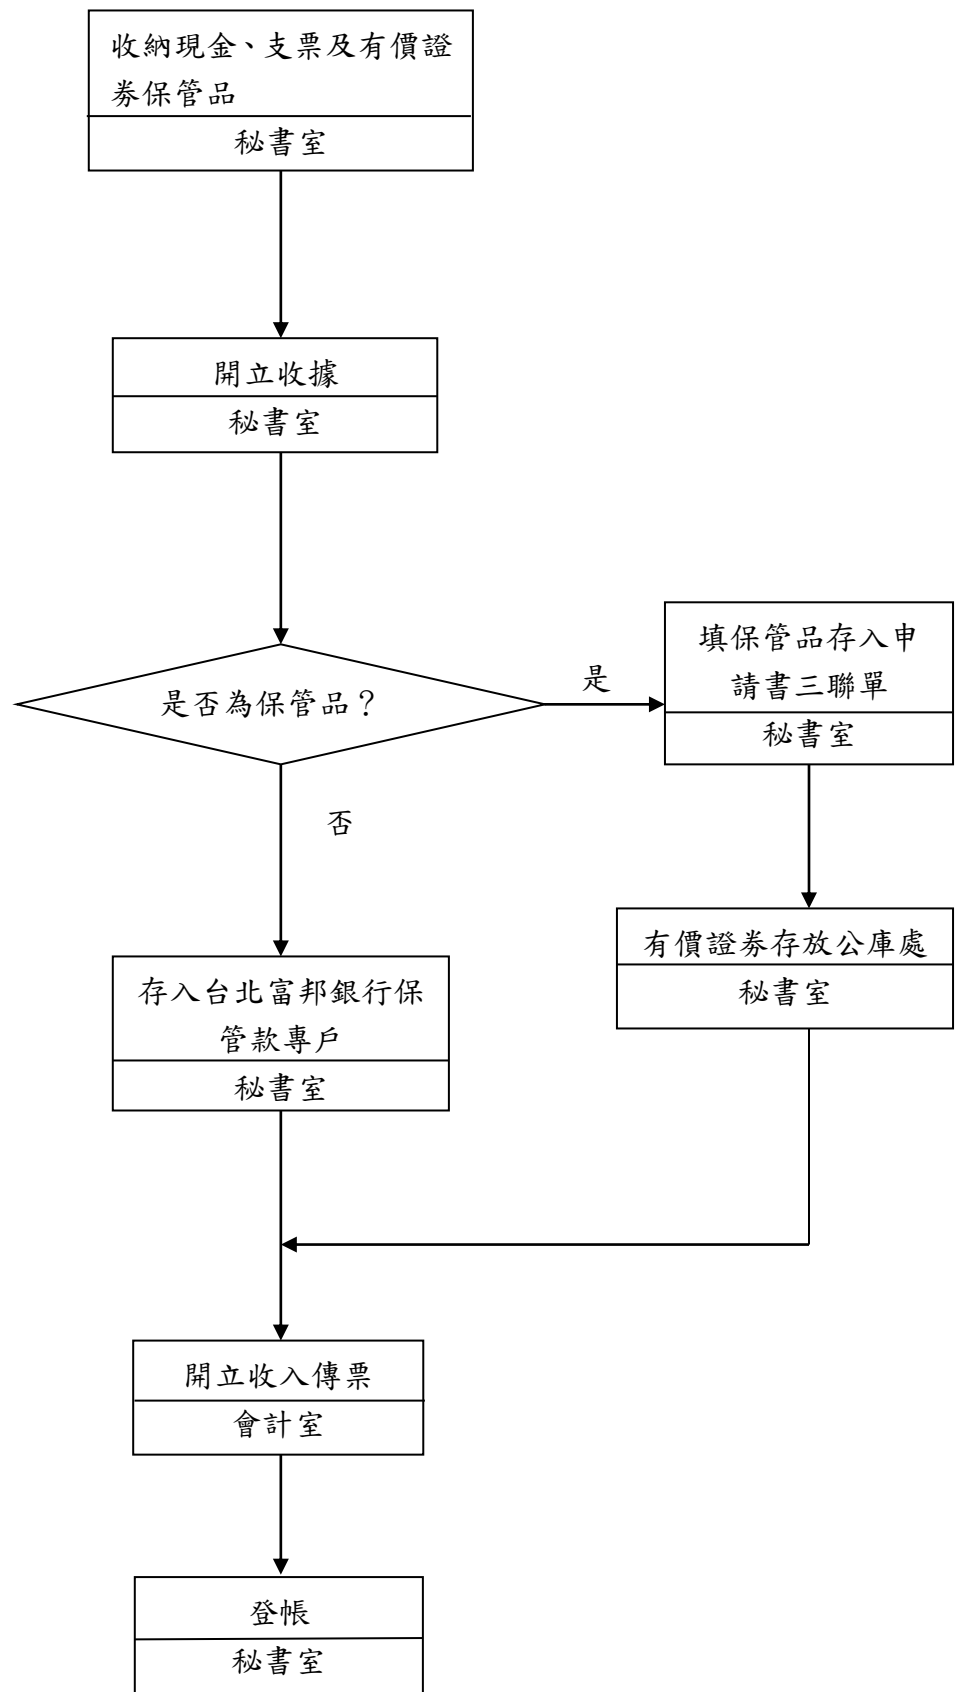 收納現金、支票及有價證
券保管品
秘書室
開立收據
秘書室
是否為保管品？
是
填保管品存入申
請書三聯單
秘書室
否
有價證券存放公庫處
秘書室
存入台北富邦銀行保
管款專戶
秘書室
開立收入傳票
會計室
登帳
秘書室